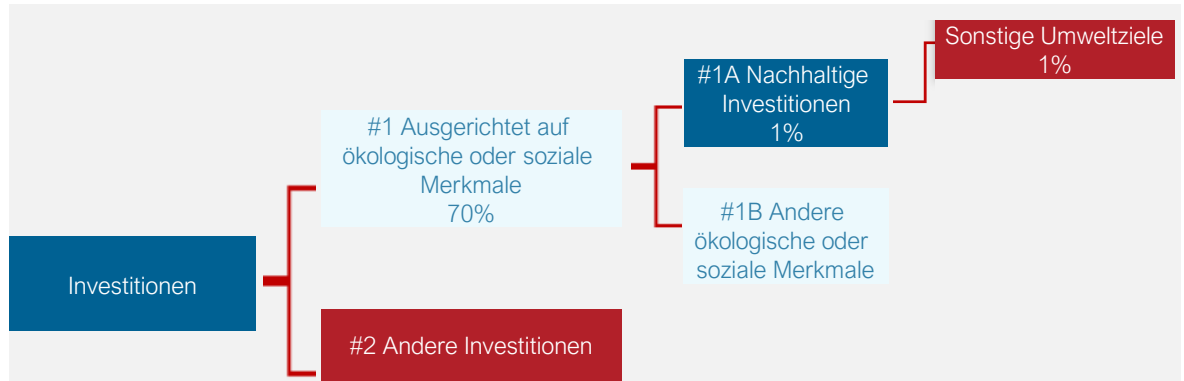 Investitionen
#1 Ausgerichtet auf
ökologische oder soziale
Merkmale
70%
#2 Andere Investitionen
#1A Nachhaltige
Investitionen
1%
#1B Andere
ökologische oder
soziale Merkmale
Sonstige Umweltziele
1%